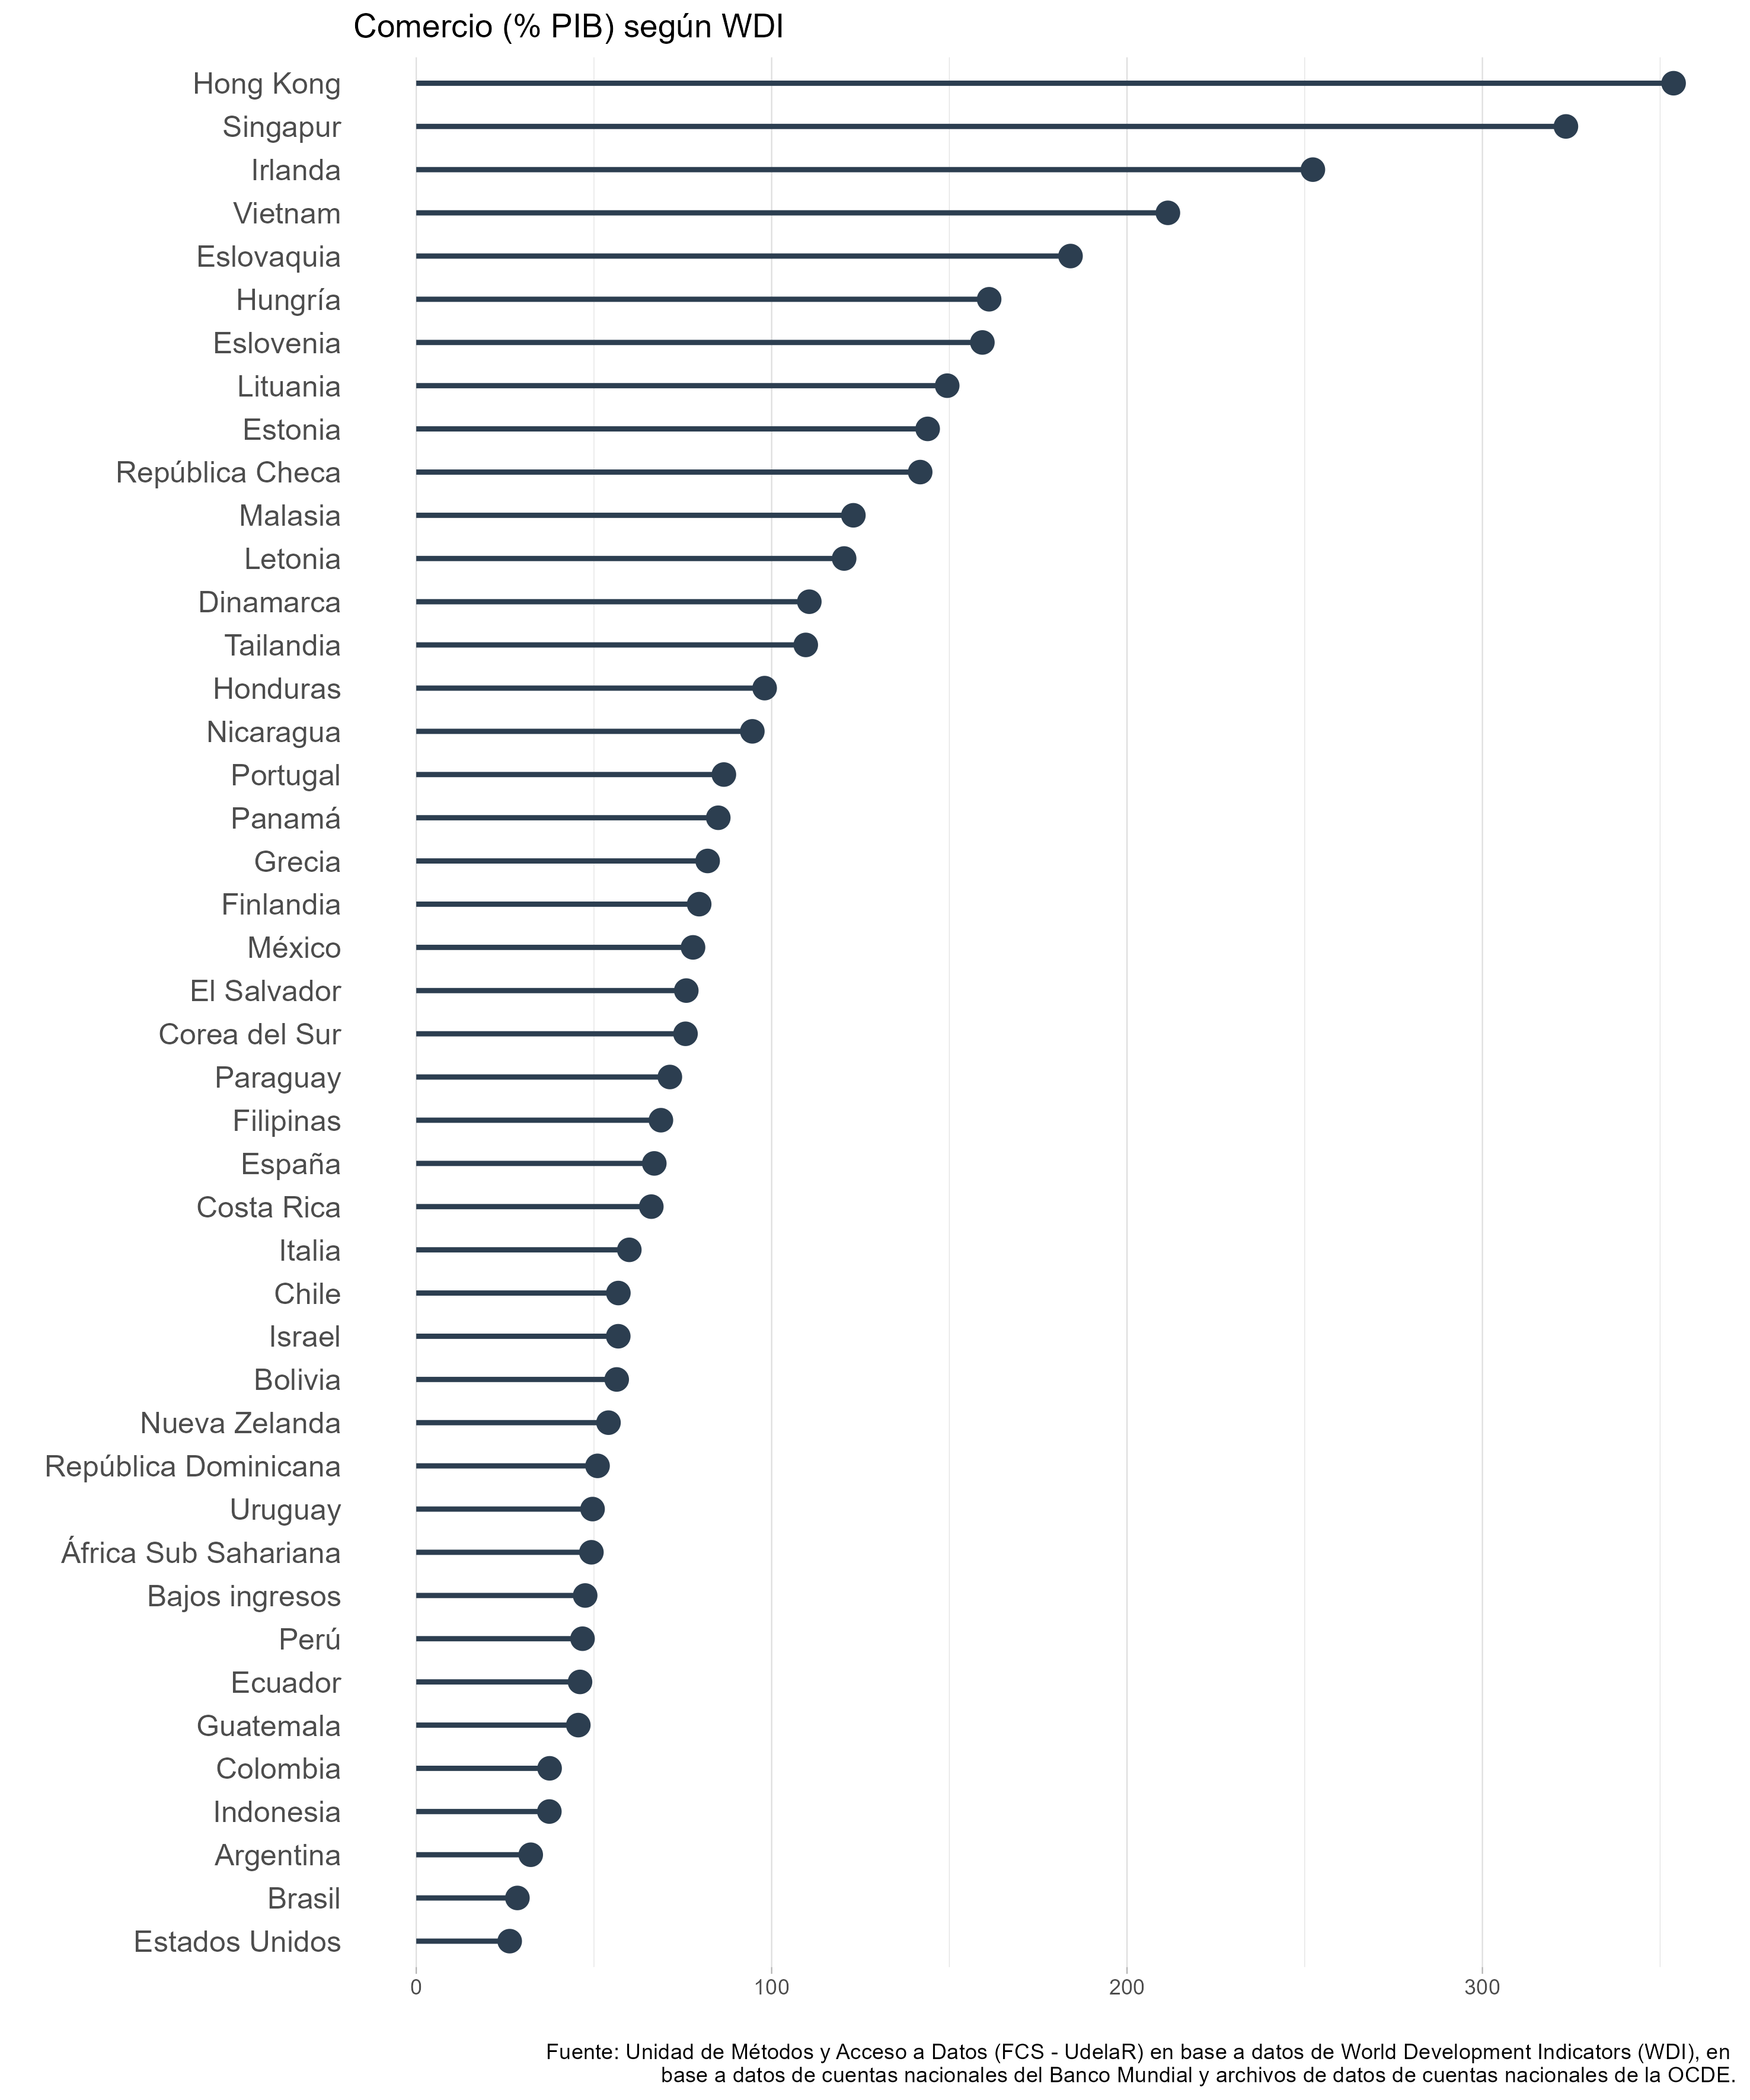 Comercio (% PIB) según WDI
Hong Kong
Singapur
Irlanda
Vietnam
Eslovaquia
Hungría
Eslovenia
Lituania
Estonia
República Checa
Malasia
Letonia
Dinamarca
Tailandia
Honduras
Nicaragua
Portugal
Panamá
Grecia
Finlandia
México
El Salvador
Corea del Sur
Paraguay
Filipinas
España
Costa Rica
Italia
Chile
Israel
Bolivia
Nueva Zelanda
República Dominicana
Uruguay
África Sub Sahariana
Bajos ingresos
Perú
Ecuador
Guatemala
Colombia
Indonesia
Argentina
Brasil
Estados Unidos
0 100 200 300
Fuente: Unidad de Métodos y Acceso a Datos (FCS - UdelaR) en base a datos de World Development Indicators (WDI), en
base a datos de cuentas nacionales del Banco Mundial y archivos de datos de cuentas nacionales de la OCDE.